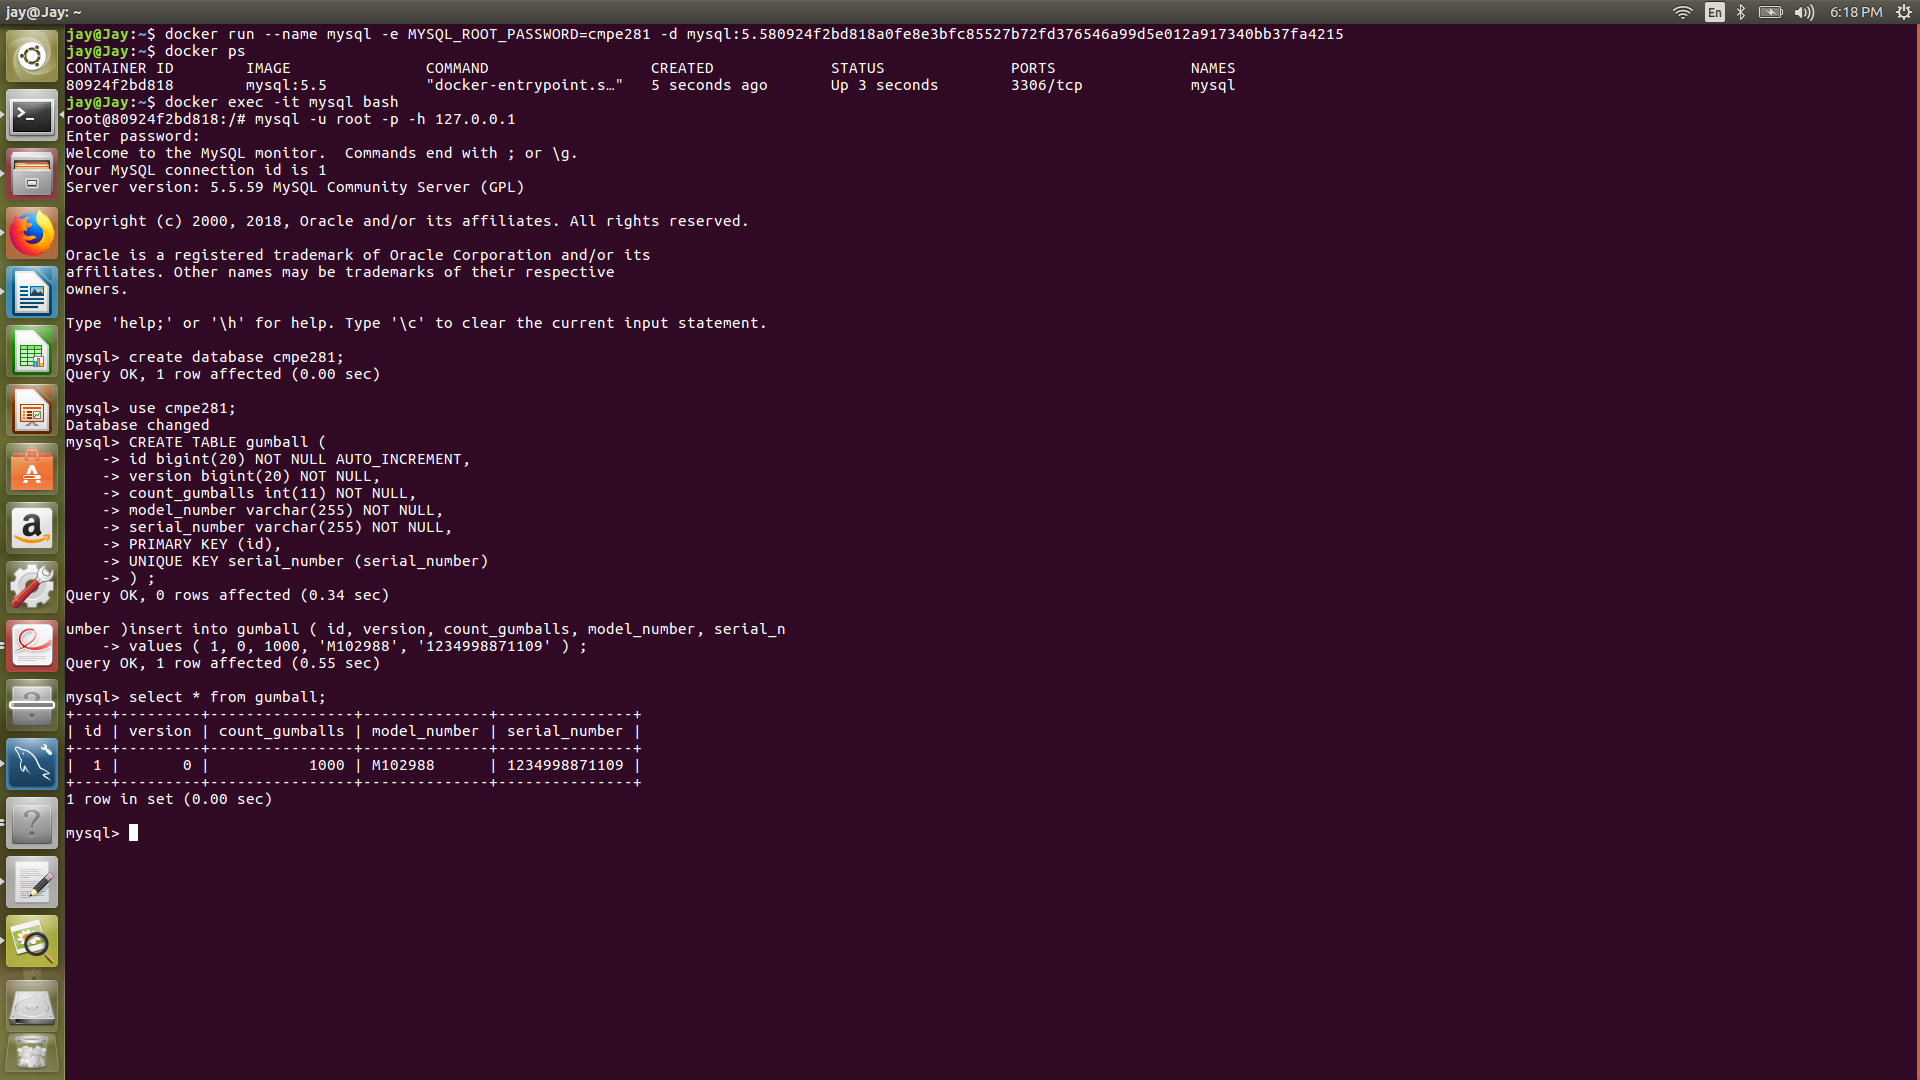 jay@Jay: ~
En
6:18 PM
jay@Jay:~$ docker run --name mysql -e MYSQL_ROOT_PASSWORD=cmpe281 -d mysql:5.580924f2bd818a0fe8e3bfc85527b72fd376546a99d5e012a917340bb37fa4215
jay@Jay:~$ docker ps
CONTAINER ID        IMAGE               COMMAND                  CREATED             STATUS              PORTS               NAMES
80924f2bd818        mysql:5.5           "docker-entrypoint.s…"   5 seconds ago       Up 3 seconds        3306/tcp            mysql
jay@Jay:~$ docker exec -it mysql bash
root@80924f2bd818:/# mysql -u root -p -h 127.0.0.1
Enter password:
Welcome to the MySQL monitor.  Commands end with ; or \g.
Your MySQL connection id is 1
Server version: 5.5.59 MySQL Community Server (GPL)
Copyright (c) 2000, 2018, Oracle and/or its affiliates. All rights reserved.
Oracle is a registered trademark of Oracle Corporation and/or its
affiliates. Other names may be trademarks of their respective
owners.
Type 'help;' or '\h' for help. Type '\c' to clear the current input statement.
mysql> create database cmpe281;
Query OK, 1 row affected (0.00 sec)
mysql> use cmpe281;
Database changed
mysql> CREATE TABLE gumball (
    -> id bigint(20) NOT NULL AUTO_INCREMENT,
    -> version bigint(20) NOT NULL,
    -> count_gumballs int(11) NOT NULL,
    -> model_number varchar(255) NOT NULL,
    -> serial_number varchar(255) NOT NULL,
    -> PRIMARY KEY (id),
    -> UNIQUE KEY serial_number (serial_number)
    -> ) ;
Query OK, 0 rows affected (0.34 sec)
umber )insert into gumball ( id, version, count_gumballs, model_number, serial_n
    -> values ( 1, 0, 1000, 'M102988', '1234998871109' ) ;
Query OK, 1 row affected (0.55 sec)
mysql> select * from gumball;
+----+---------+----------------+--------------+---------------+
| id | version | count_gumballs | model_number | serial_number |
+----+---------+----------------+--------------+---------------+
|  1 |       0 |           1000 | M102988      | 1234998871109 |
+----+---------+----------------+--------------+---------------+
1 row in set (0.00 sec)
mysql>